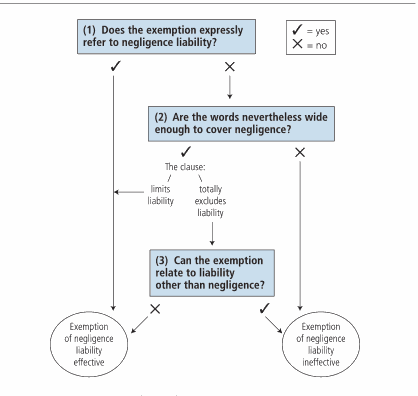 (1) Does the exemption expressly
refer to negligence liability?
✓ = yes
✕ = no
✓
✕
(2) Are the words nevertheless wide
enough to cover negligence?
✓
✕
The clause:
limits
liability
totally
excludes
liability
(3) Can the exemption
relate to liability
other than negligence?
✕
✓
Exemption
of negligence
liability
effective
Exemption
of negligence
liability
ineffective